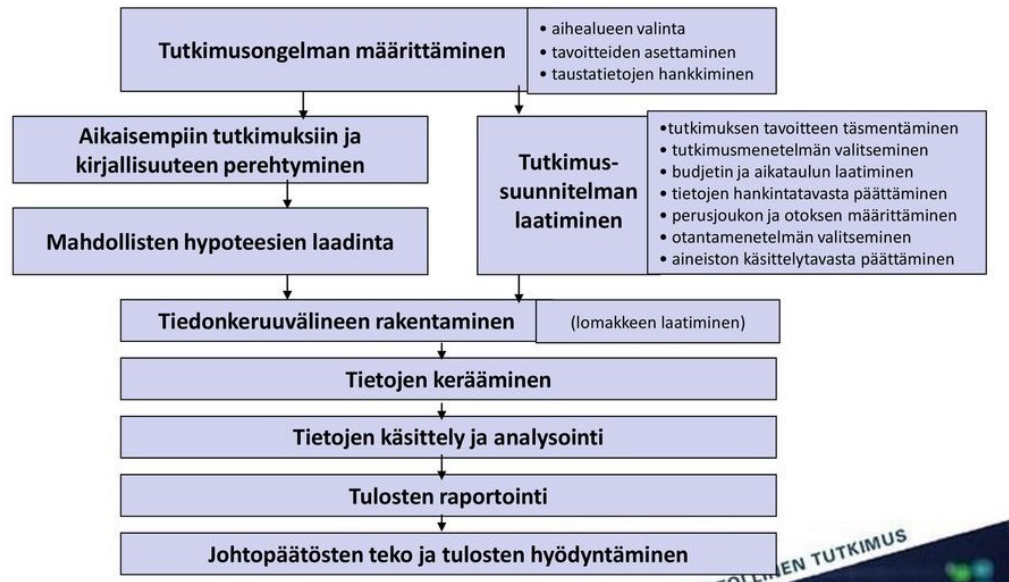 Tutkimusongelman määrittäminen
• aihealueen valinta
• tavoitteiden asettaminen
• taustatietojen hankkiminen
Aikaisempiin tutkimuksiin ja
kirjallisuuteen perehtyminen
Mahdollisten hypoteesien laadinta
Tutkimus-
suunnitelman
laatiminen
•tutkimuksen tavoitteen täsmentäminen
• tutkimusmenetelmän valitseminen
• budjetin ja aikataulun laatiminen
• tietojen hankintatavasta päättäminen
• perusjoukon ja otoksen määrittäminen
• otantamenetelmän valitseminen
• aineiston käsittelytavasta päättäminen
Tiedonkeruuvälineen rakentaminen
(lomakkeen laatiminen)
Tietojen kerääminen
Tietojen käsittely ja analysointi
Tulosten raportointi
Johtopäätösten teko ja tulosten hyödyntäminen
TUTKIMUS